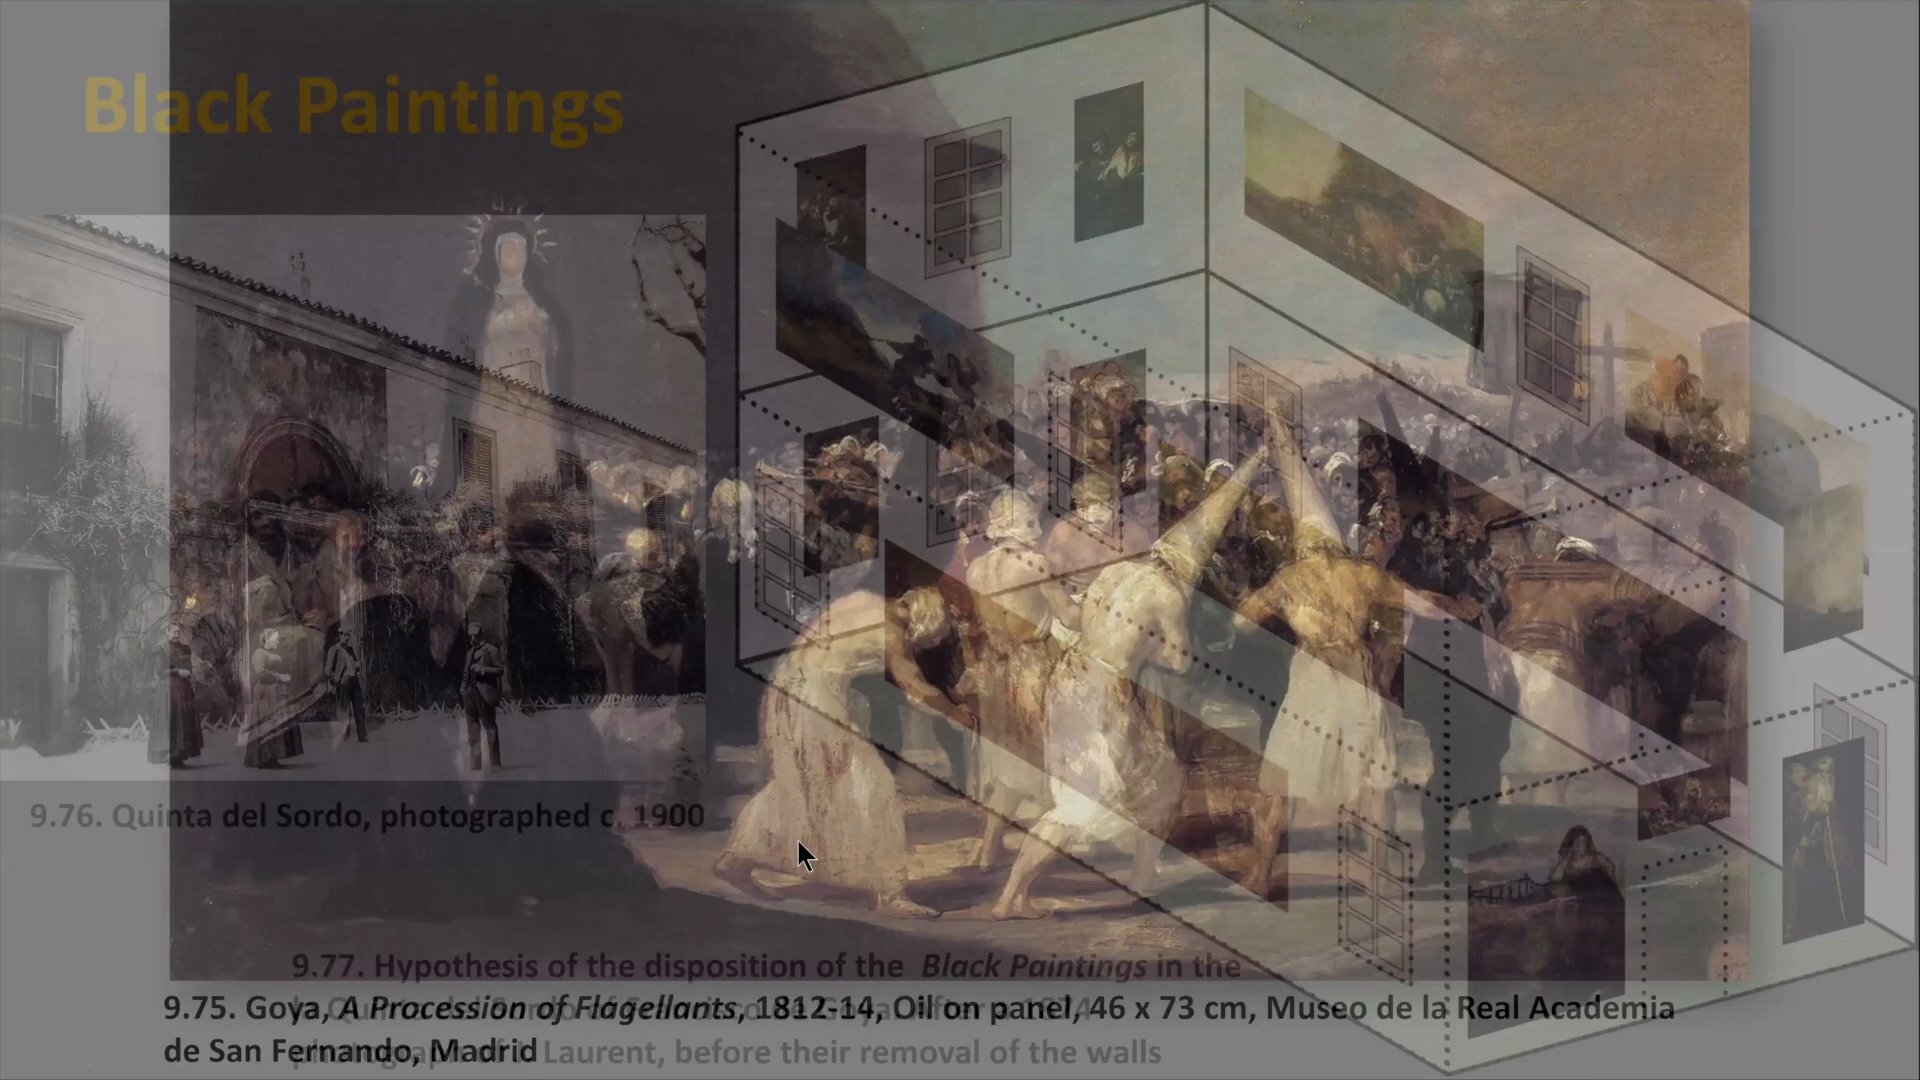 Black Paintings
9.76. Quinta del Sordo, photographed c. 1900
9.77. Hypothesis of the disposition of the Black Paintings in the
9.75. Goya, A Procession of Flagellants, 1812-14, Oil on panel, 46 x 73 cm, Museo de la Real Academia
de San Fernando, Madrid
Laurent, before their removal of the walls